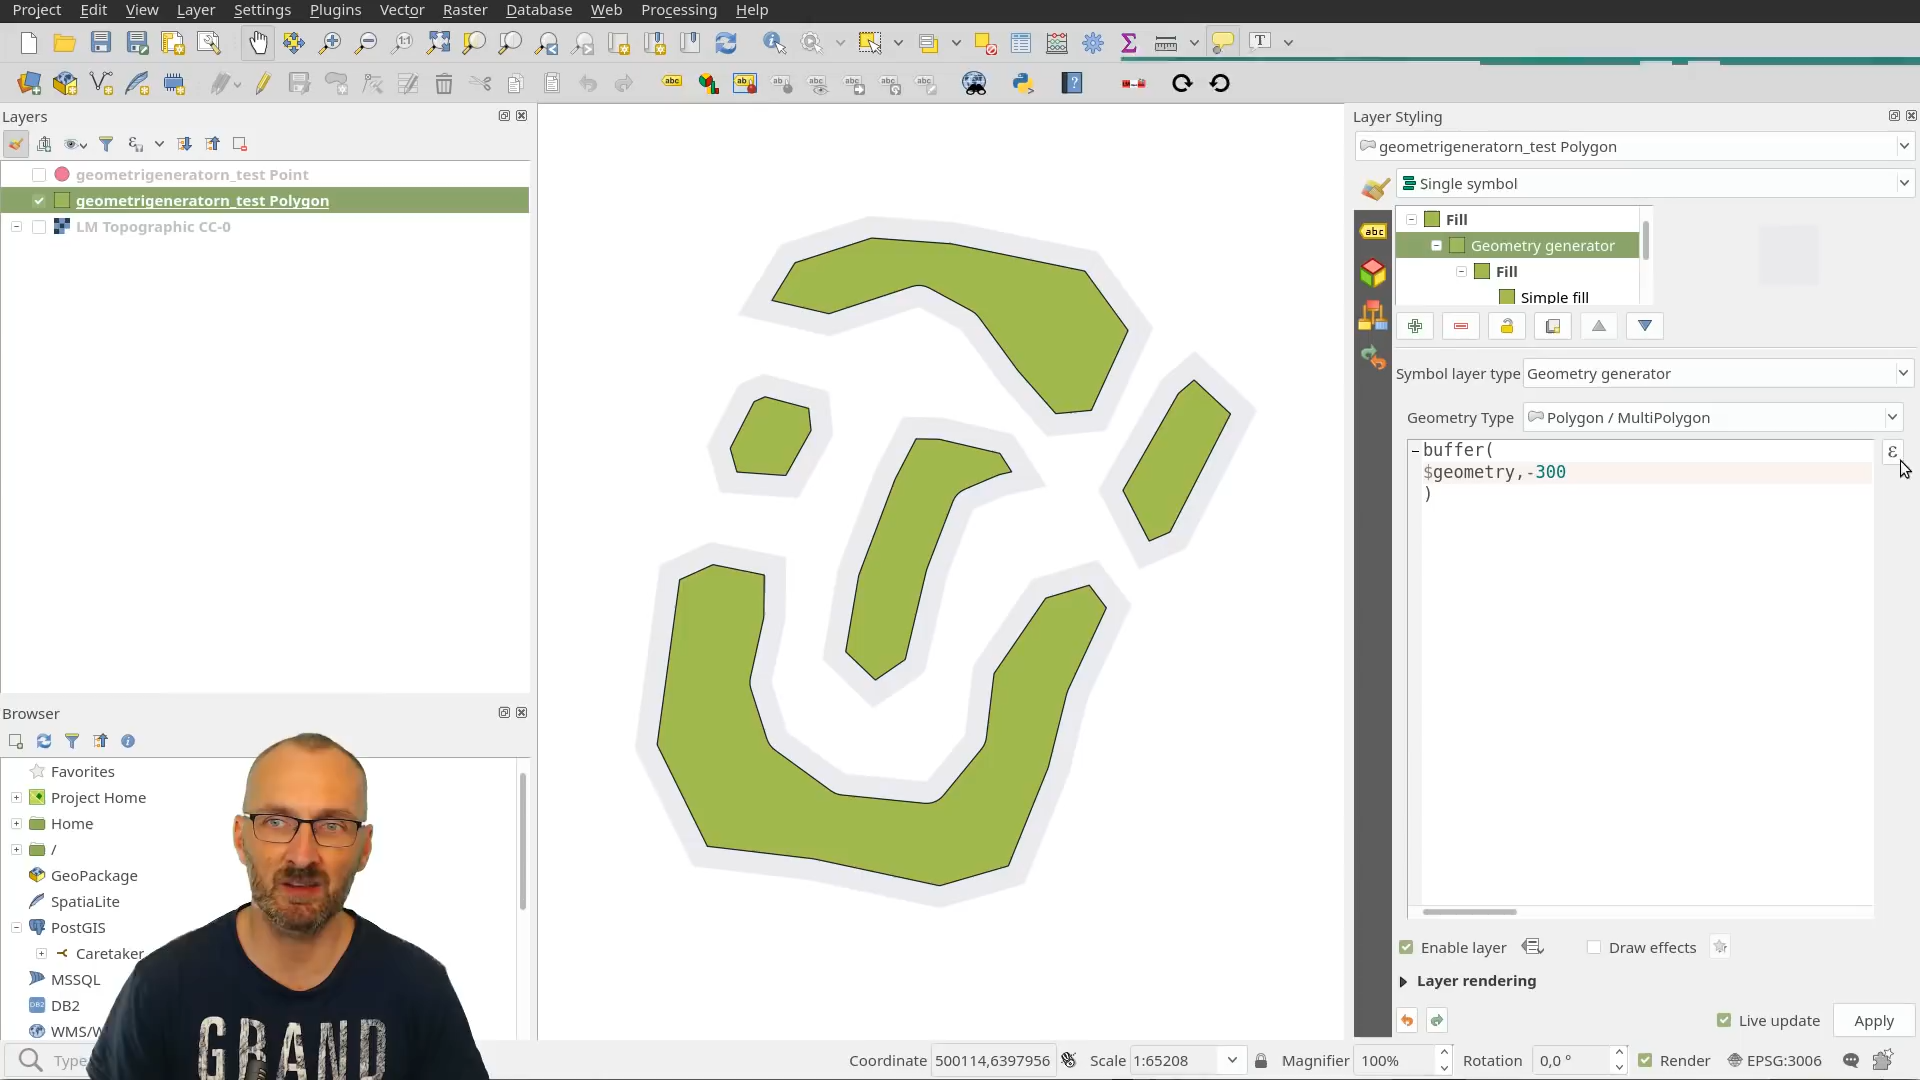 Project Edit View Layer Settings Plugins Vector Raster Database Web Processing Help
Layers
geometrigeneratorn_test Point
geometrigeneratorn_test Polygon
LM Topographic CC-0
Browser
Favorites
Project Home
Home
/
GeoPackage
SpatiaLite
PostGIS
Caretaker
MSSQL
DB2
WMS/W
GRAND
Type
Layer Styling
geometrigeneratorn_test Polygon
Single symbol
abc
Fill
Geometry generator
Fill
Simple fill
Symbol layer type Geometry generator
Geometry Type Polygon / MultiPolygon
buffer(
$geometry,-300
)
ε
Enable layer Draw effects
Layer rendering
Live update Apply
Coordinate 500114,6397956 Scale 1:65208 Magnifier 100% Rotation 0,0 ° Render EPSG:3006